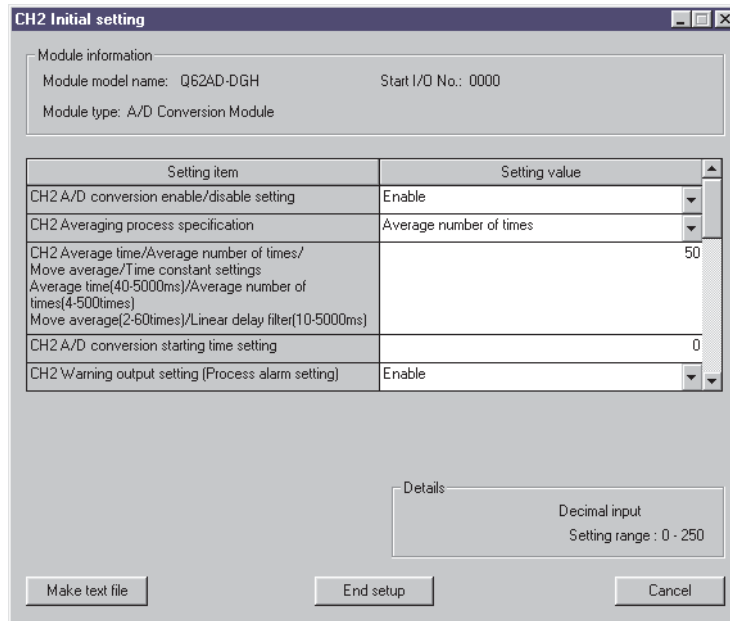 CH2 Initial setting
Module information
Module model name: Q62AD-DGH Start I/O No.: 0000
Module type: A/D Conversion Module
Setting item Setting value
CH2 A/D conversion enable/disable setting Enable
CH2 Averaging process specification Average number of times
CH2 Average time/Average number of times/ 50
Move average/Time constant settings
Average time(40-5000ms)/Average number of
times(4-500times)
Move average(2-60times)/Linear delay filter(10-5000ms)
CH2 A/D conversion starting time setting 0
CH2 Warning output setting (Process alarm setting) Enable
Details
Decimal input
Setting range : 0 - 250
Make text file End setup Cancel